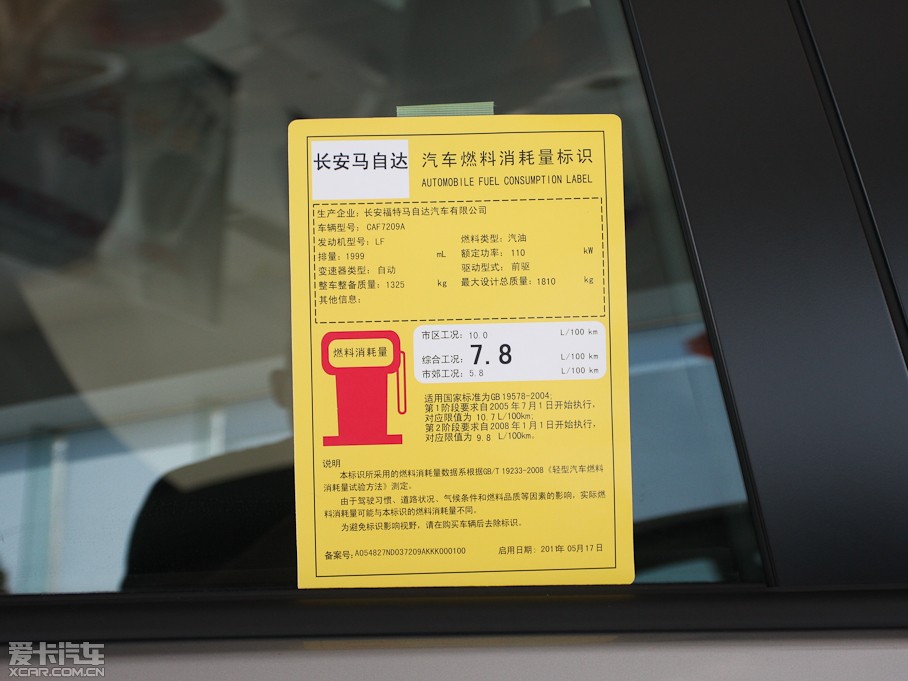 长安马自达
汽车燃料消耗量标识
AUTOMOBILE FUEL CONSUMPTION LABEL
生产企业: 长安福特马自达汽车有限公司
车辆型号: CAF7209A
发动机型号: LF 燃料类型: 汽油
排量: 1999 mL 额定功率: 110 kW
变速器类型: 自动 驱动型式: 前驱
整车整备质量: 1325 kg 最大设计总质量: 1810 kg
其他信息:
燃料消耗量
市区工况: 10.0 L/100 km
综合工况: 7.8 L/100 km
市郊工况: 5.8 L/100 km
适用国家标准为GB 19578-2004;
第1阶段要求自2005年7月1日开始执行,
对应限值为 10.7 L/100km;
第2阶段要求自2008年1月1日开始执行,
对应限值为 9.8 L/100km。
说明
本标识所采用的燃料消耗量数据系根据GB/T 19233-2008《轻型汽车燃料
消耗量试验方法》测定。
由于驾驶习惯、道路状况、气候条件和燃料品质等因素的影响, 实际燃
料消耗量可能与本标识的燃料消耗量不同。
为避免标识影响视野, 请在购买车辆后去除标识。
备案号: A054827ND037209AKKK000100 启用日期: 2011年 05月 17日
爱卡汽车
XCAR.COM.CN